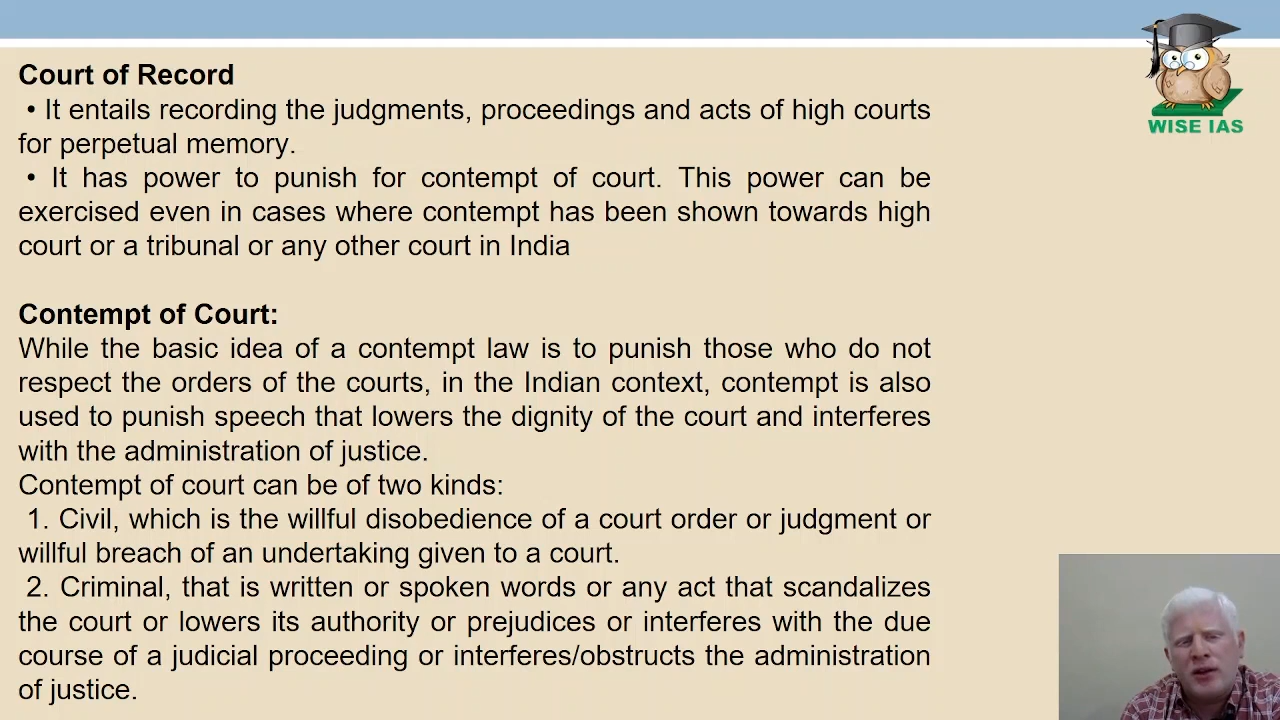 Court of Record
• It entails recording the judgments, proceedings and acts of high courts
for perpetual memory.
• It has power to punish for contempt of court. This power can be
exercised even in cases where contempt has been shown towards high
court or a tribunal or any other court in India
Contempt of Court:
While the basic idea of a contempt law is to punish those who do not
respect the orders of the courts, in the Indian context, contempt is also
used to punish speech that lowers the dignity of the court and interferes
with the administration of justice.
Contempt of court can be of two kinds:
1. Civil, which is the willful disobedience of a court order or judgment or
willful breach of an undertaking given to a court.
2. Criminal, that is written or spoken words or any act that scandalizes
the court or lowers its authority or prejudices or interferes with the due
course of a judicial proceeding or interferes/obstructs the administration
of justice.
WISE IAS